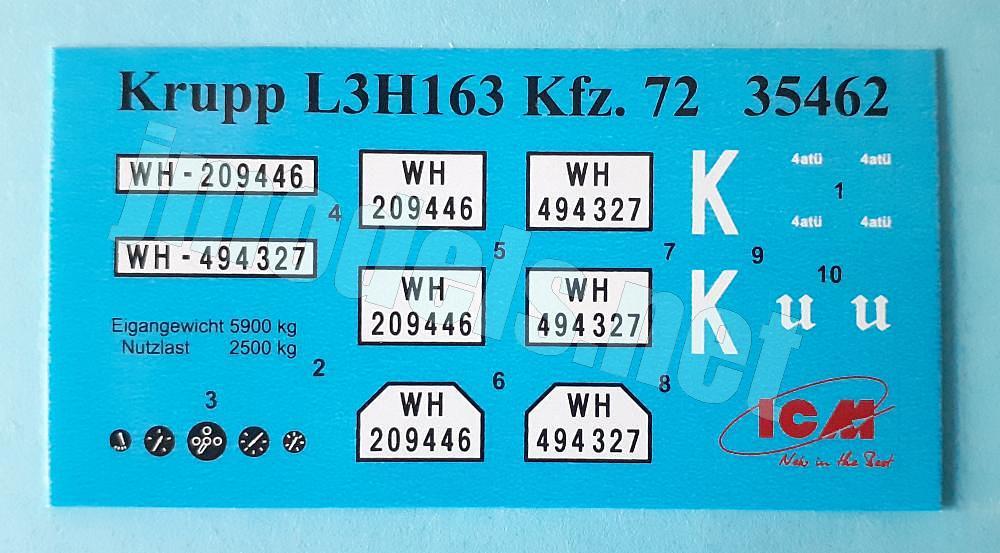 Krupp L3H163 Kfz. 72 35462
WH - 209446
4
WH - 494327
WH
209446
5
WH
494327
7
K
4atü 4atü
1
4atü 4atü
9
10
WH
209446
6
WH
494327
8
K
u u
Eigangewicht 5900 kg
Nutzlast 2500 kg
2
3
WH
209446
WH
494327
ICM
New in the Best
jmodels.net